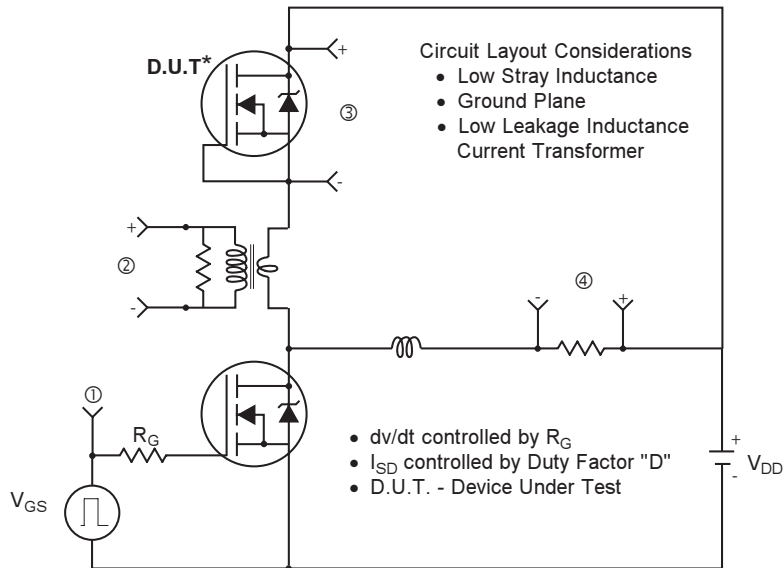 D.U.T*
+
Circuit Layout Considerations
• Low Stray Inductance
• Ground Plane
• Low Leakage Inductance
Current Transformer
③
-
+
②
-
④
- +
①
R_G
V_GS
• dv/dt controlled by R_G
• I_SD controlled by Duty Factor "D"
• D.U.T. - Device Under Test
+
V_DD
-